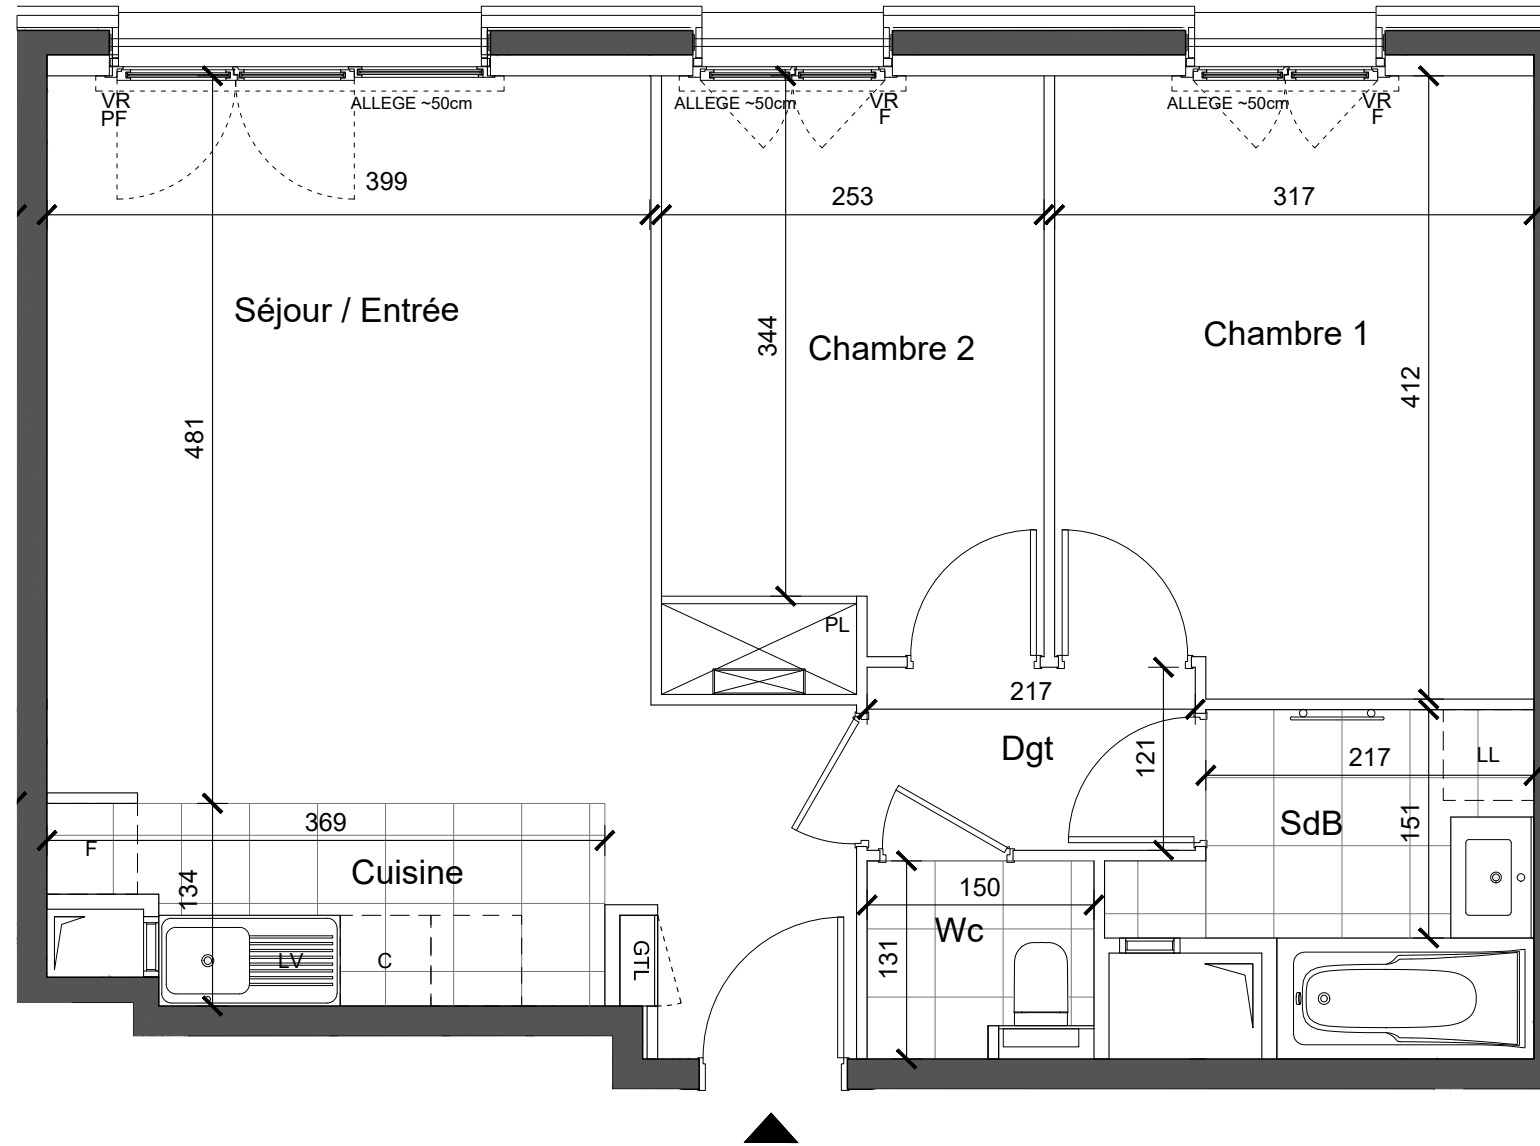 VR
PF
ALLEGE ~50cm
ALLEGE ~50cm
VR
F
ALLEGE ~50cm
VR
F
399
253
317
Séjour / Entrée
344
Chambre 2
Chambre 1
412
481
PL
217
Dgt
121
217
LL
369
SdB
151
F
Cuisine
134
150
Wc
131
LV
C
GTL